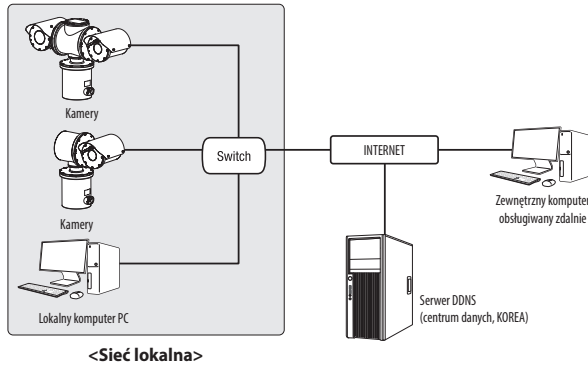 Kamery
Kamery
Switch
INTERNET
Zewnętrzny komputer
obsługiwany zdalnie
Lokalny komputer PC
Serwer DDNS
(centrum danych, KOREA)
<Sieć lokalna>